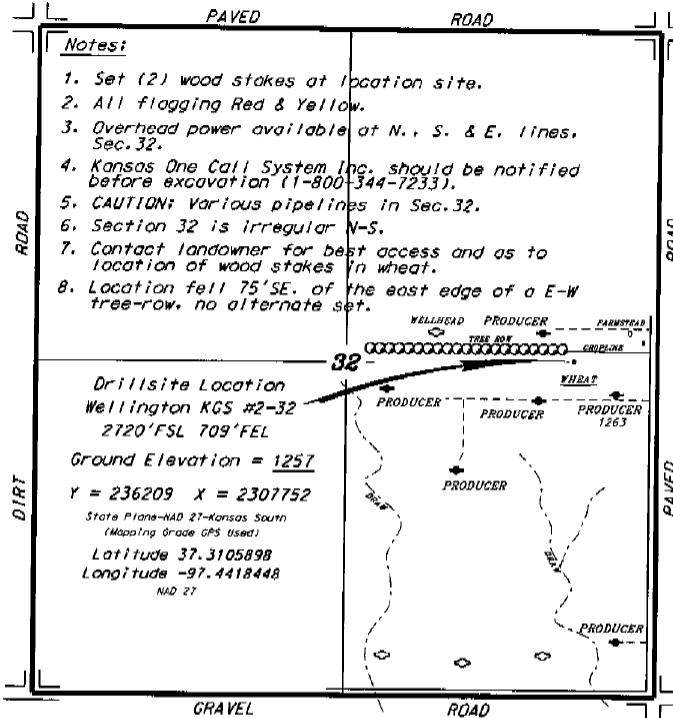 PAVED ROAD
Notes:
1. Set (2) wood stakes at location site.
2. All flagging Red & Yellow.
3. Overhead power available at N., S. & E. lines,
Sec.32.
4. Kansas One Call System Inc. should be notified
before excavation (1-800-344-7233).
5. CAUTION: Various pipelines in Sec.32.
6. Section 32 is irregular N-S.
7. Contact landowner for best access and as to
location of wood stakes in wheat.
8. Location fell 75'SE. of the east edge of a E-W
tree-row, no alternate set.
ROAD
ROAD
WELLHEAD PRODUCER FARMSTEAD
TREE ROW CROPLINE
32
WHEAT
Drillsite Location
Wellington KGS #2-32
2720'FSL 709'FEL
PRODUCER PRODUCER PRODUCER
1263
Ground Elevation = 1257
PRODUCER
Y = 236209 X = 2307752
State Plane-NAD 27-Kansas South
(Mapping Grade GPS Used)
Latitude 37.3105898
Longitude -97.4418448
NAD 27
DIRT
PAVED
DRAW
DRAW
PRODUCER
GRAVEL ROAD